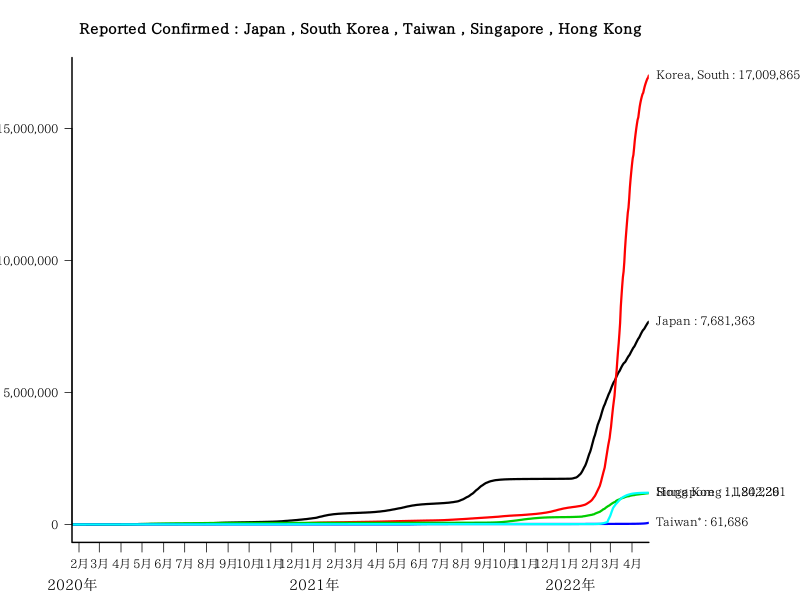 Reported Confirmed : Japan , South Korea , Taiwan , Singapore , Hong Kong
Korea, South : 17,009,865
15,000,000
10,000,000
Japan : 7,681,363
5,000,000
0
Taiwan* : 61,686
2月 3月 4月 5月 6月 7月 8月 9月 10月 11月 12月 1月 2月 3月 4月 5月 6月 7月 8月 9月 10月 11月 12月 1月 2月 3月 4月
2020年 2021年 2022年